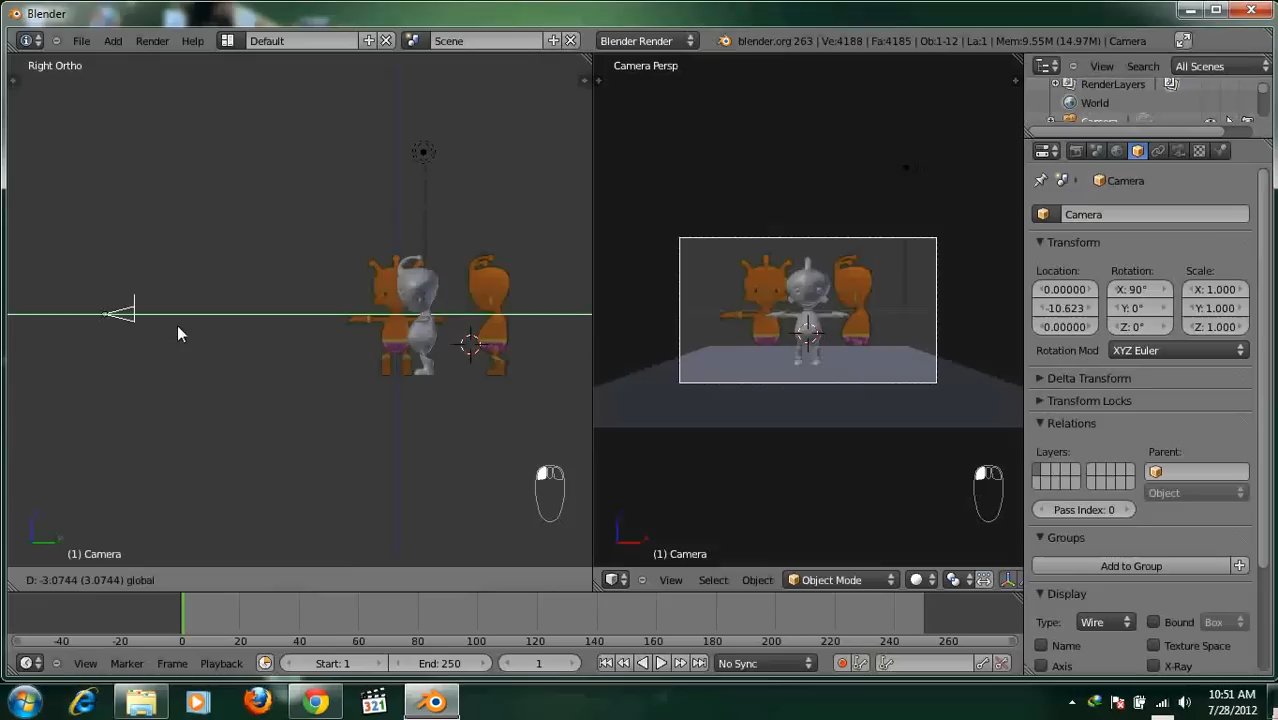 Blender
File Add Render Help Default Scene Blender Render blender.org 263 | Ve:4188 | Fa:4185 | Ob:1-12 | La:1 | Mem:9.55M (14.97M) | Camera
Right Ortho
Camera Persp
View Search All Scenes
RenderLayers
World
Camera
Camera
Camera
Transform
Location: Rotation: Scale:
0.00000 X: 90° X: 1.000
-10.623 Y: 0° Y: 1.000
0.00000 Z: 0° Z: 1.000
Rotation Mod XYZ Euler
Delta Transform
Transform Locks
Relations
Layers: Parent:
Object
Pass Index: 0
Groups
Add to Group
Display
Type: Wire Bound Box
Name Texture Space
Axis X-Ray
(1) Camera
(1) Camera
D: -3.0744 (3.0744) global
View Select Object Object Mode
-40 -20 0 20 40 60 80 100 120 140 160 180 200 220 240 260
View Marker Frame Playback Start: 1 End: 250 1 No Sync
321
10:51 AM
7/28/2012